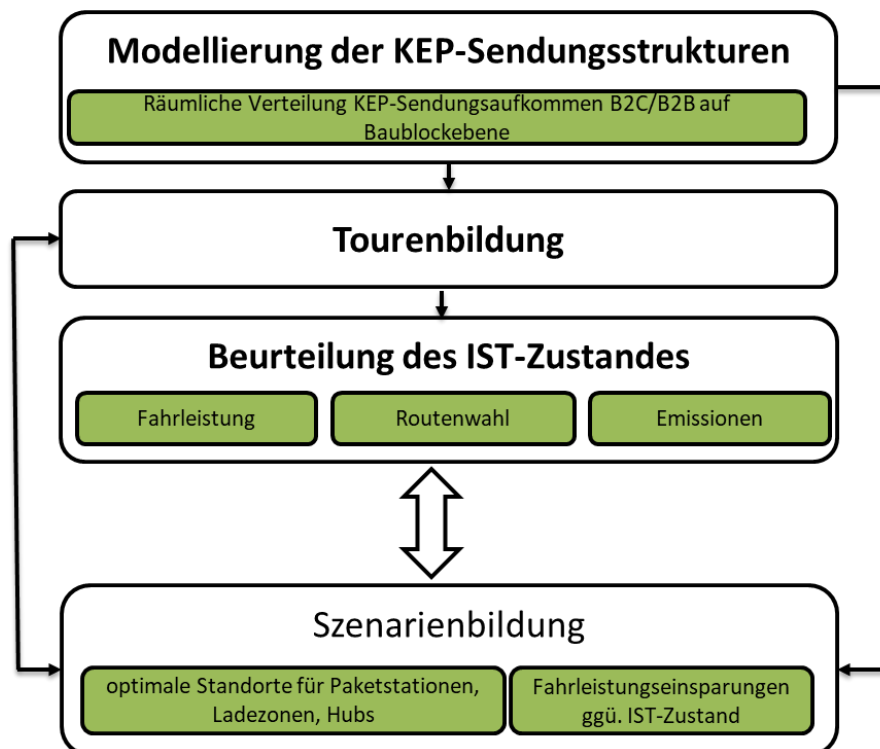 Modellierung der KEP-Sendungsstrukturen
Räumliche Verteilung KEP-Sendungsaufkommen B2C/B2B auf
Baublockebene
Tourenbildung
Beurteilung des IST-Zustandes
Fahrleistung
Routenwahl
Emissionen
Szenarienbildung
optimale Standorte für Paketstationen,
Ladezonen, Hubs
Fahrleistungseinsparungen
ggü. IST-Zustand